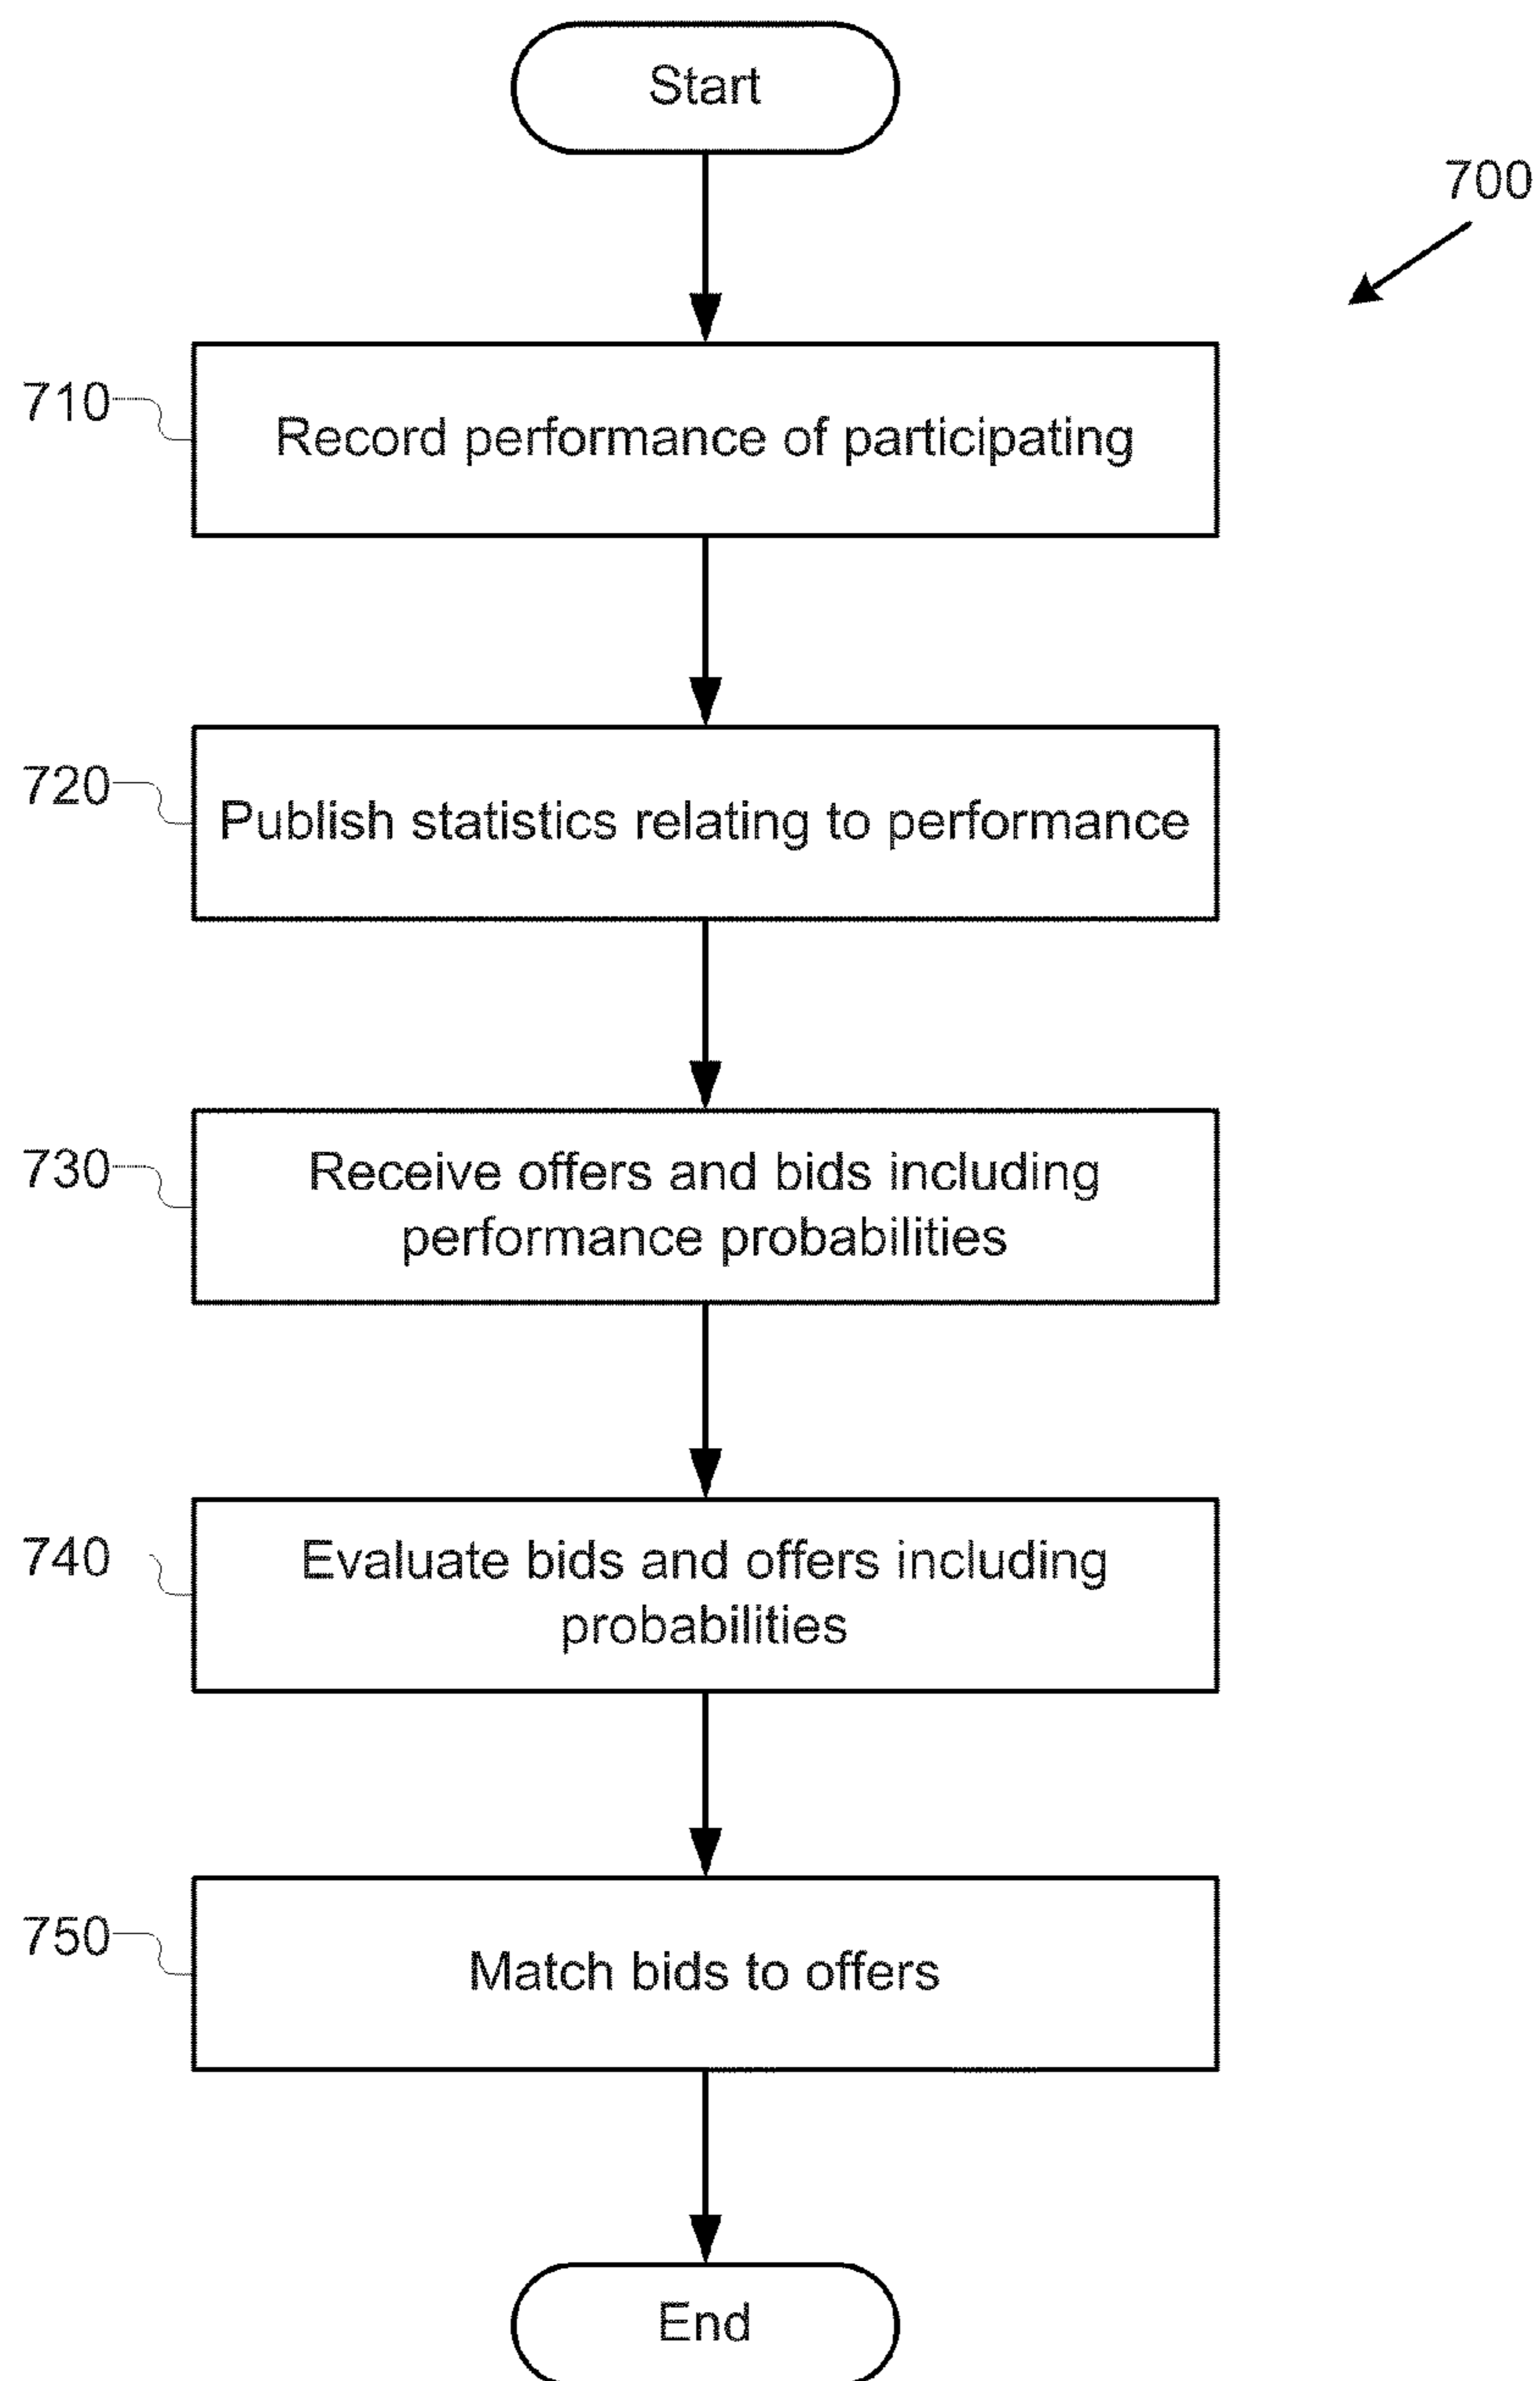 Start
700
710
Record performance of participating
720
Publish statistics relating to performance
730
Receive offers and bids including
performance probabilities
740
Evaluate bids and offers including
probabilities
750
Match bids to offers
End